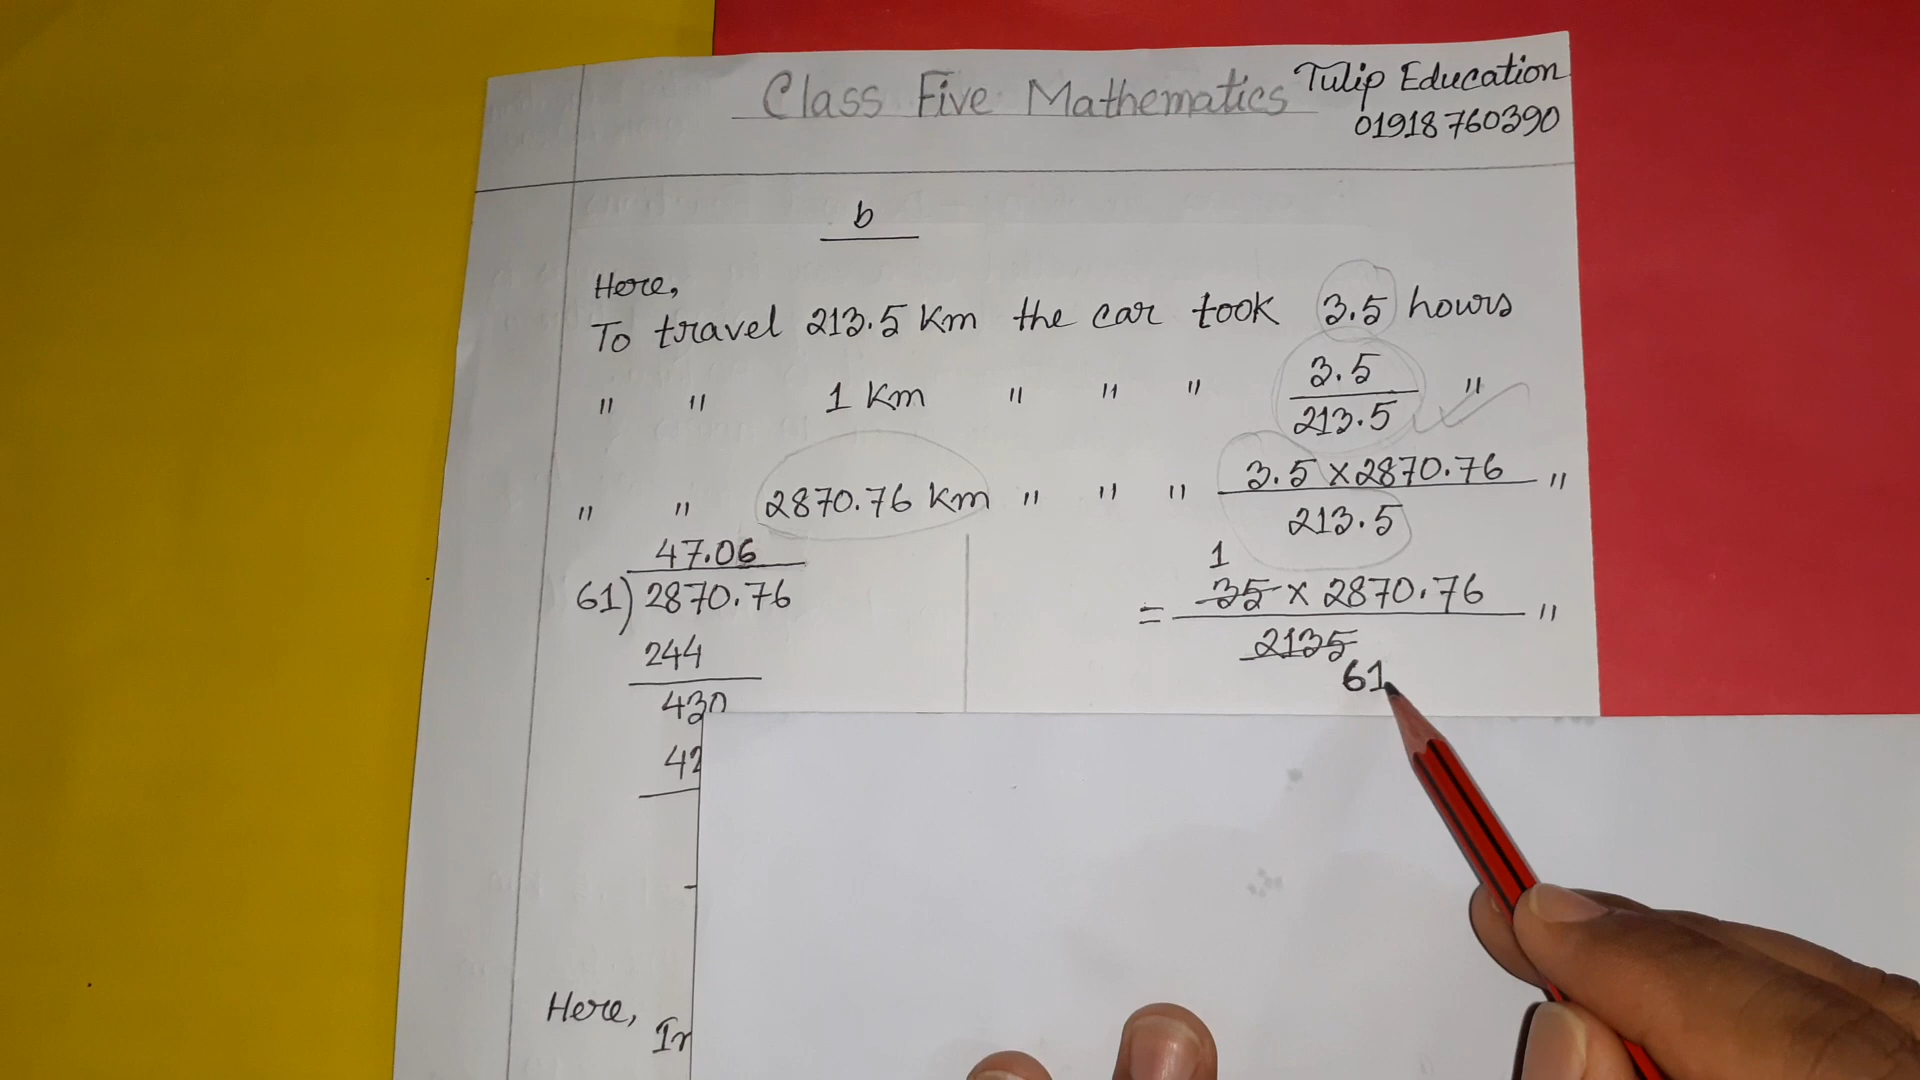 Class Five Mathematics
Tulip Education
01918760390
b
Here,
To travel 213.5 Km the car took 3.5 hours
" " 1 Km " " " 3.5/213.5 "
" " 2870.76 Km " " " 3.5 × 2870.76/213.5 "
47.06
61)2870.76
244
430
42
1
= 35 × 2870.76/2135 "
61
Here,